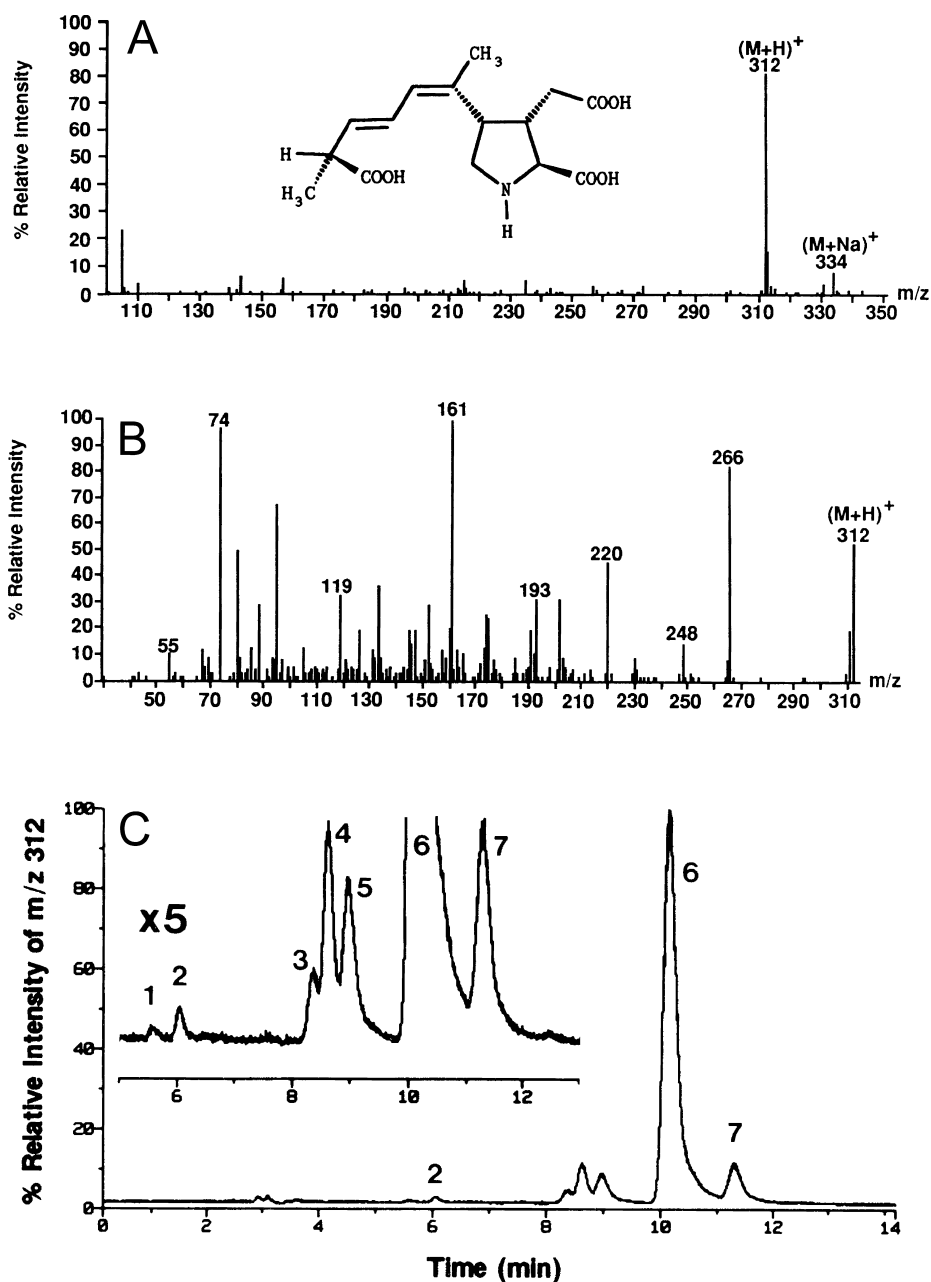 A
% Relative Intensity
100
90
80
70
60
50
40
30
20
10
0
(M+H)+
312
(M+Na)+
334
CH3
COOH
H
COOH
H3C
N
H
COOH
110 130 150 170 190 210 230 250 270 290 310 330 350 m/z
B
% Relative Intensity
100
90
80
70
60
50
40
30
20
10
0
74
161
266
(M+H)+
312
220
119
193
248
55
50 70 90 110 130 150 170 190 210 230 250 270 290 310 m/z
C
% Relative Intensity of m/z 312
100
80
60
40
20
0
x5
1
2
3
4
5
6
7
6 8 10 12
2
6
7
0 2 4 6 8 10 12 14
Time (min)